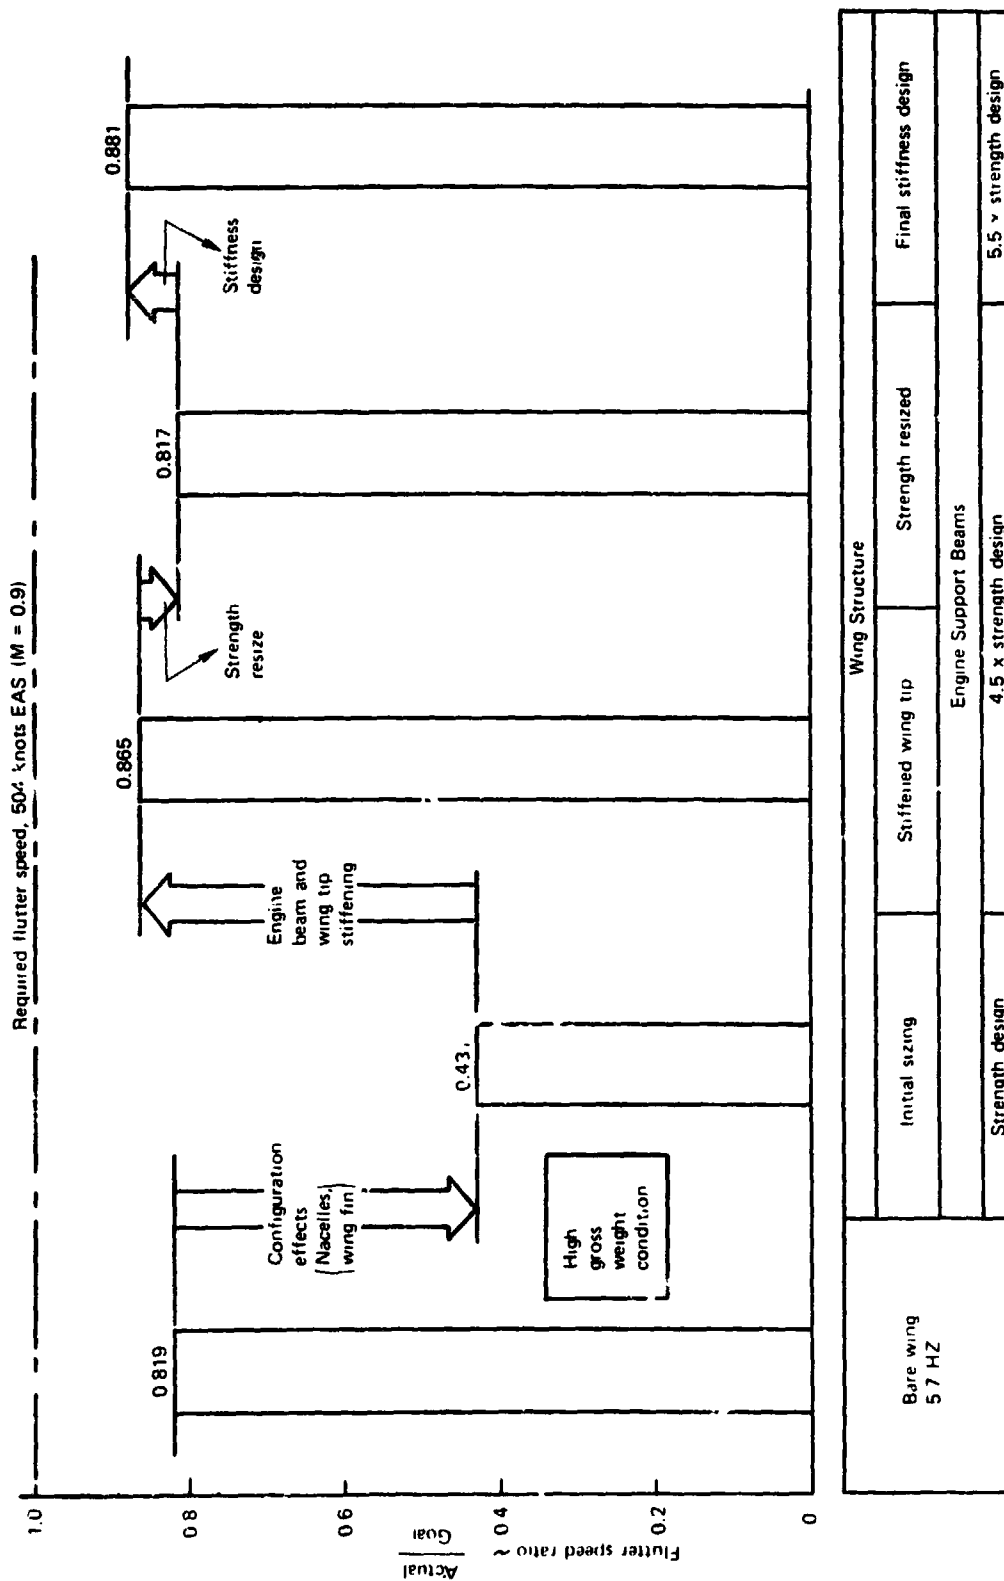 Required flutter speed, 504 knots EAS (M = 0.9)
1.0
0 8
0 6
0 4
0.2
0
Flutter speed ratio ~ Actual
Goal
0 819
Configuration
effects
(Nacelles,
wing fin)
High
gross
weight
condition
0.43
Engine
beam and
wing tip
stiffening
0.865
Strength
resize
0.817
Stiffness
design
0.881
Bare wing
5 7 HZ
Wing Structure
Initial sizing
Stiffened wing tip
Strength resized
Final stiffness design
Engine Support Beams
Strength design
4.5 x strength design
5.5 x strength design